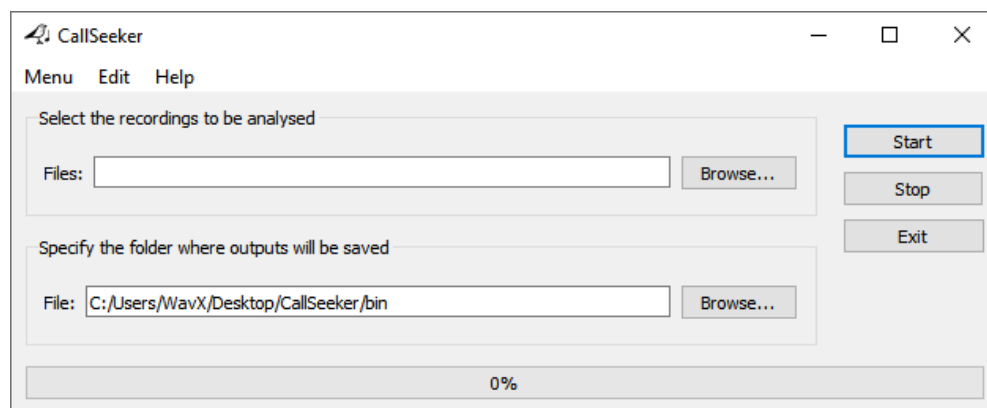 CallSeeker
Menu Edit Help
Select the recordings to be analysed
Files: Browse...
Start
Stop
Exit
Specify the folder where outputs will be saved
File: C:/Users/WavX/Desktop/CallSeeker/bin Browse...
0%